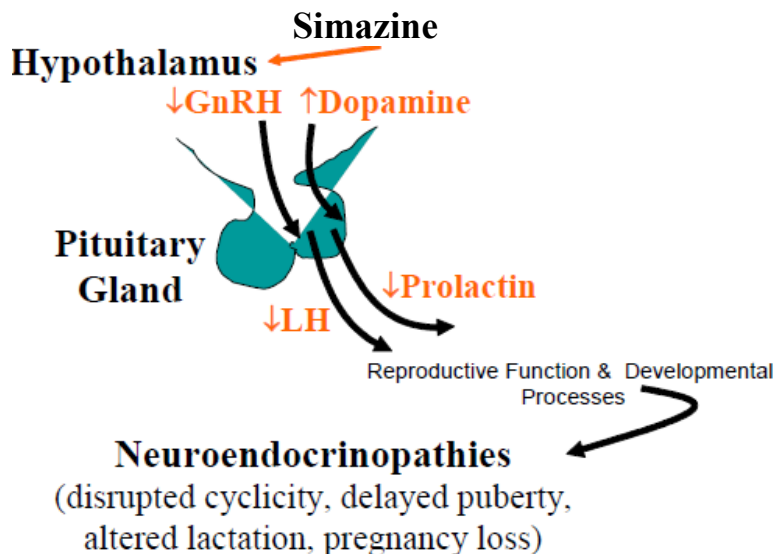 Simazine
Hypothalamus
↓GnRH ↑Dopamine
Pituitary
Gland
↓Prolactin
↓LH
Reproductive Function & Developmental
Processes
Neuroendocrinopathies
(disrupted cyclicity, delayed puberty,
altered lactation, pregnancy loss)